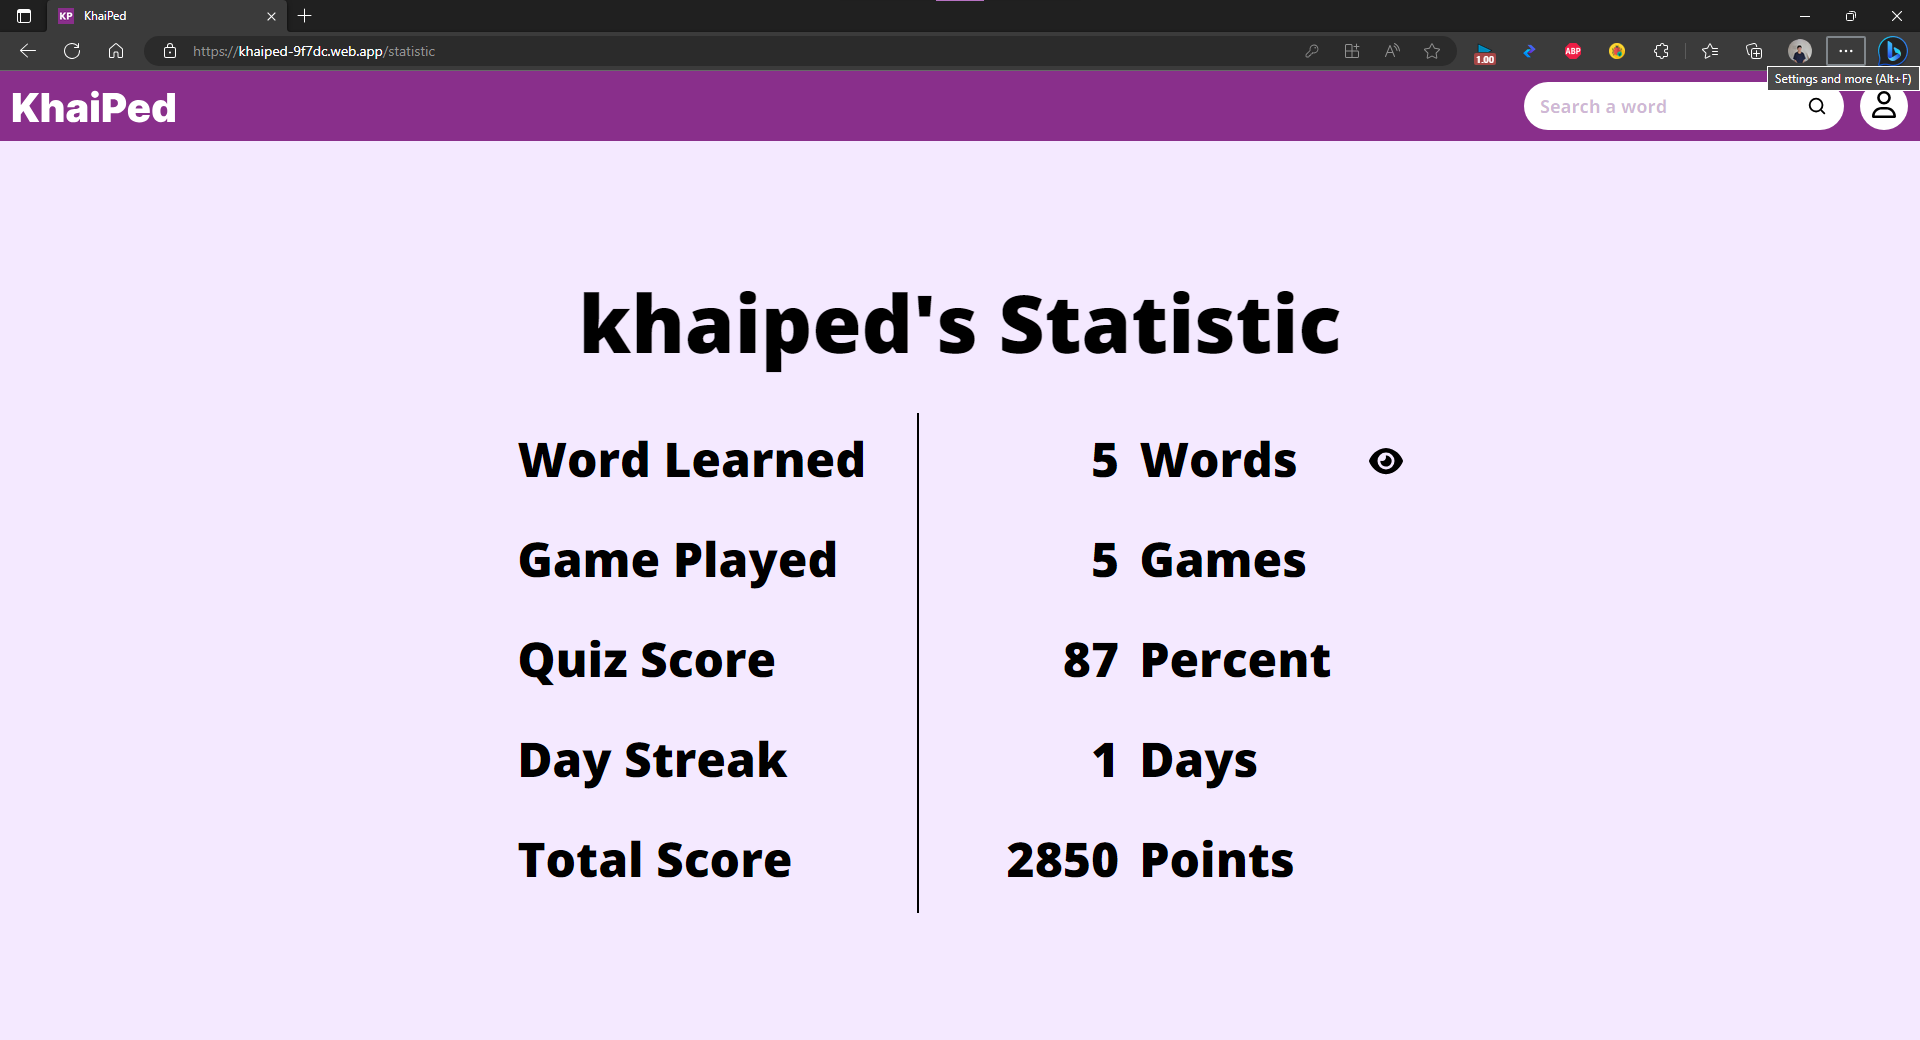 KP KhaiPed
https://khaiped-9f7dc.web.app/statistic
1.00
ABP
Settings and more (Alt+F)
KhaiPed
Search a word
khaiped's Statistic
Word Learned 5 Words
Game Played 5 Games
Quiz Score 87 Percent
Day Streak 1 Days
Total Score 2850 Points